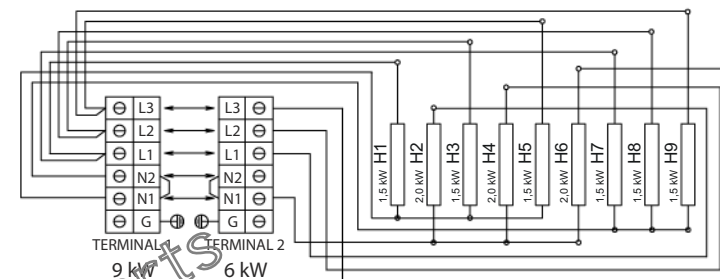 L3 L3
L2 L2
L1 L1
N2 N2
N1 N1
G G
TERMINAL 1 TERMINAL 2
9 kW 6 kW
1,5 kW H1
2,0 kW H2
1,5 kW H3
2,0 kW H4
1,5 kW H5
2,0 kW H6
1,5 kW H7
1,5 kW H8
1,5 kW H9